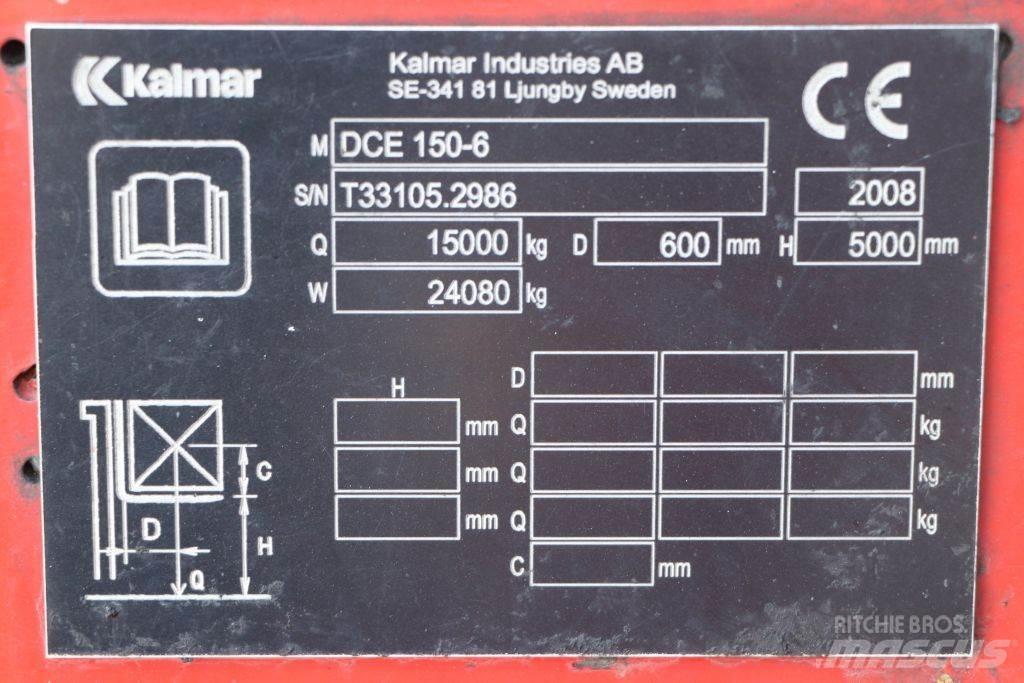 Kalmar
Kalmar Industries AB
SE-341 81 Ljungby Sweden
CE
M DCE 150-6
S/N T33105.2986 2008
Q 15000 kg D 600 mm H 5000 mm
W 24080 kg
H D mm
mm Q kg
mm Q kg
mm Q kg
C mm
C
D
H
Q
RITCHIE BROS.
MASCUS